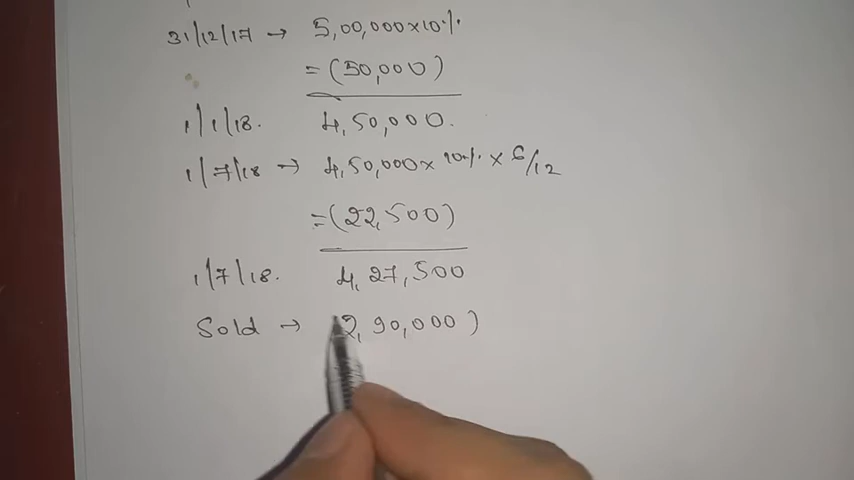 31/12/17 → 5,00,000×10%
=(50,000)
1/1/18. 4,50,000.
1/7/18 → 4,50,000× 10% × 6/12
=(22,500)
1/7/18. 4,27,500
Sold → 2,90,000)